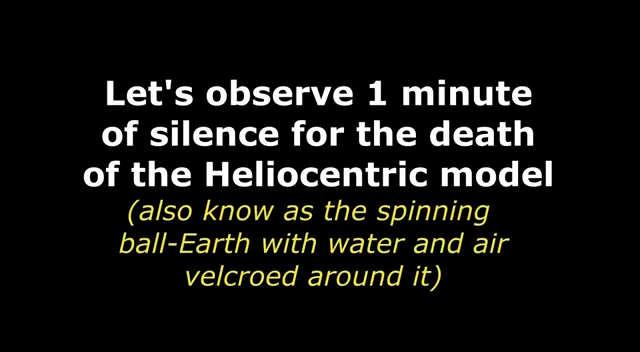 Let's observe 1 minute
of silence for the death
of the Heliocentric model
(also know as the spinning
ball-Earth with water and air
velcroed around it)